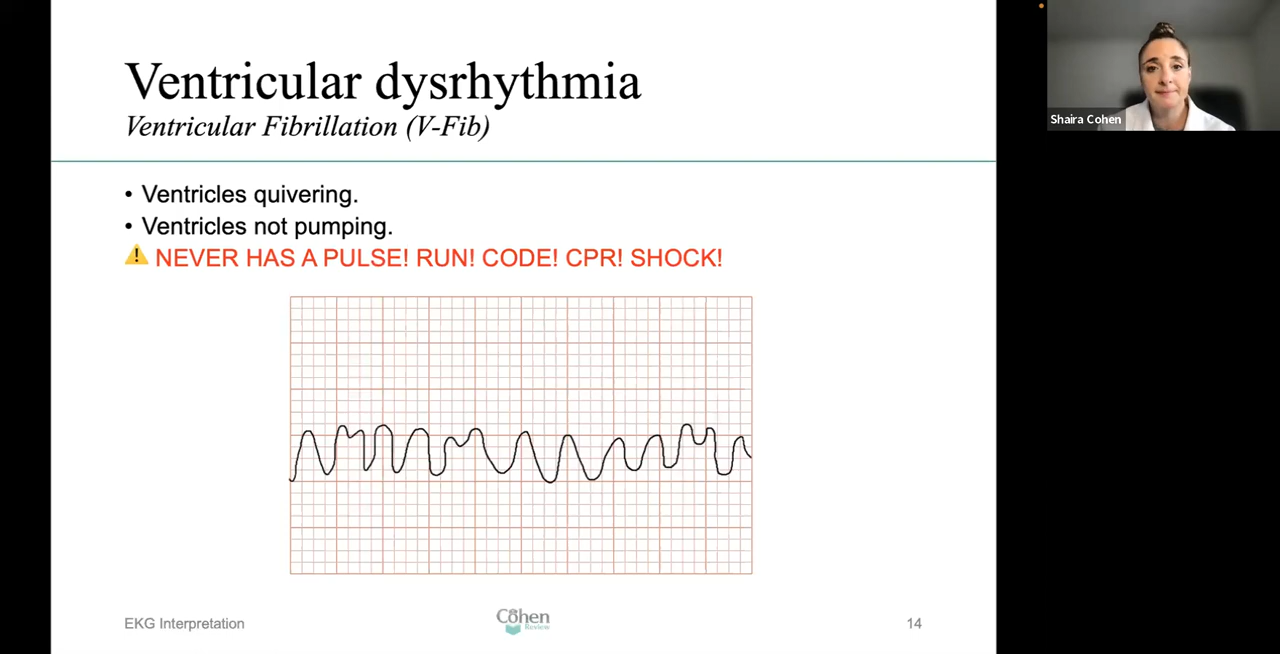 Ventricular dysrhythmia
Ventricular Fibrillation (V-Fib)
• Ventricles quivering.
• Ventricles not pumping.
⚠ NEVER HAS A PULSE! RUN! CODE! CPR! SHOCK!
EKG Interpretation
Cohen
Review
14
Shaira Cohen